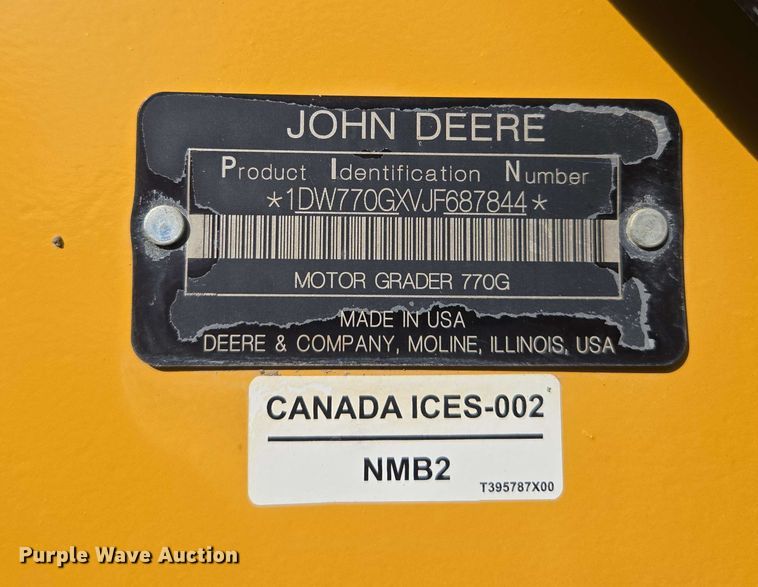 JOHN DEERE
Product Identification Number
*1DW770GXVJF687844*
MOTOR GRADER 770G
MADE IN USA
DEERE & COMPANY, MOLINE, ILLINOIS, USA
CANADA ICES-002
NMB2
T395787X00
Purple Wave Auction